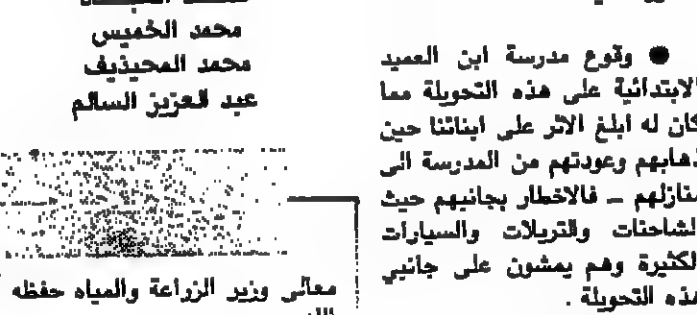 ● وقوع مدرسة ابن العميد
الابتدائية على هذه التحويلة مما
كان له ابلغ الاثر على ابنائنا حين
ذهابهم وعودتهم من المدرسة الى
منازلهم – فالاخطار بجانبهم حيث
الشاحنات والتريلات والسيارات
الكثيرة وهم يمشون على جانبي
هذه التحويلة .
محمد الخميس
محمد المحيذيف
عبد العزيز السالم
معالي وزير الزراعة والمياه حفظه